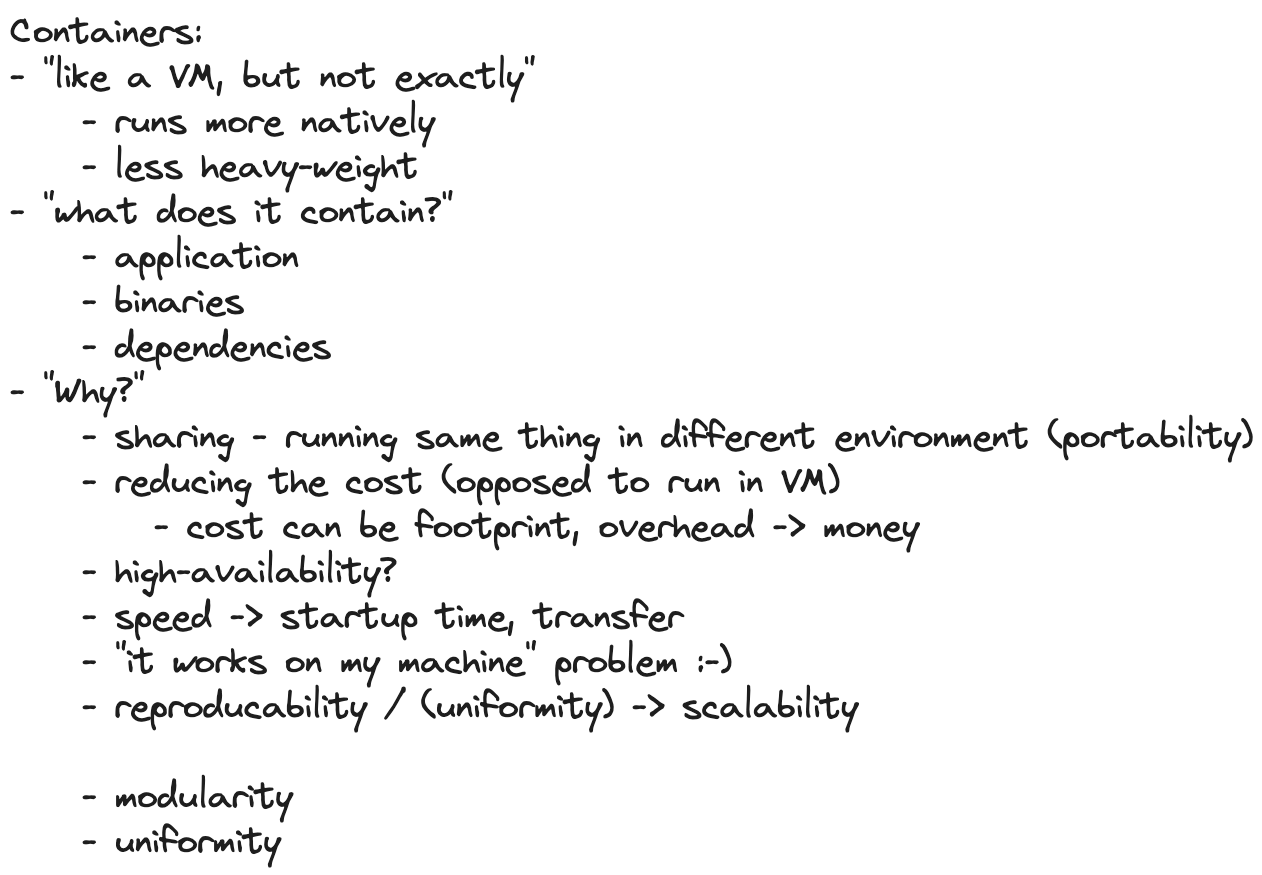 Containers:
- "like a VM, but not exactly"
- runs more natively
- less heavy-weight
- "what does it contain?"
- application
- binaries
- dependencies
- "Why?"
- sharing - running same thing in different environment (portability)
- reducing the cost (opposed to run in VM)
- cost can be footprint, overhead -> money
- high-availability?
- speed -> startup time, transfer
- "it works on my machine" problem :-)
- reproducability / (uniformity) -> scalability
- modularity
- uniformity